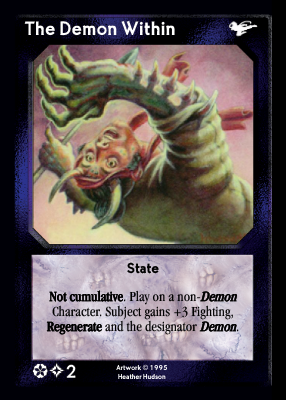 The Demon Within
State
Not cumulative. Play on a non-Demon
Character. Subject gains +3 Fighting,
Regenerate and the designator Demon.
2
Artwork © 1995
Heather Hudson